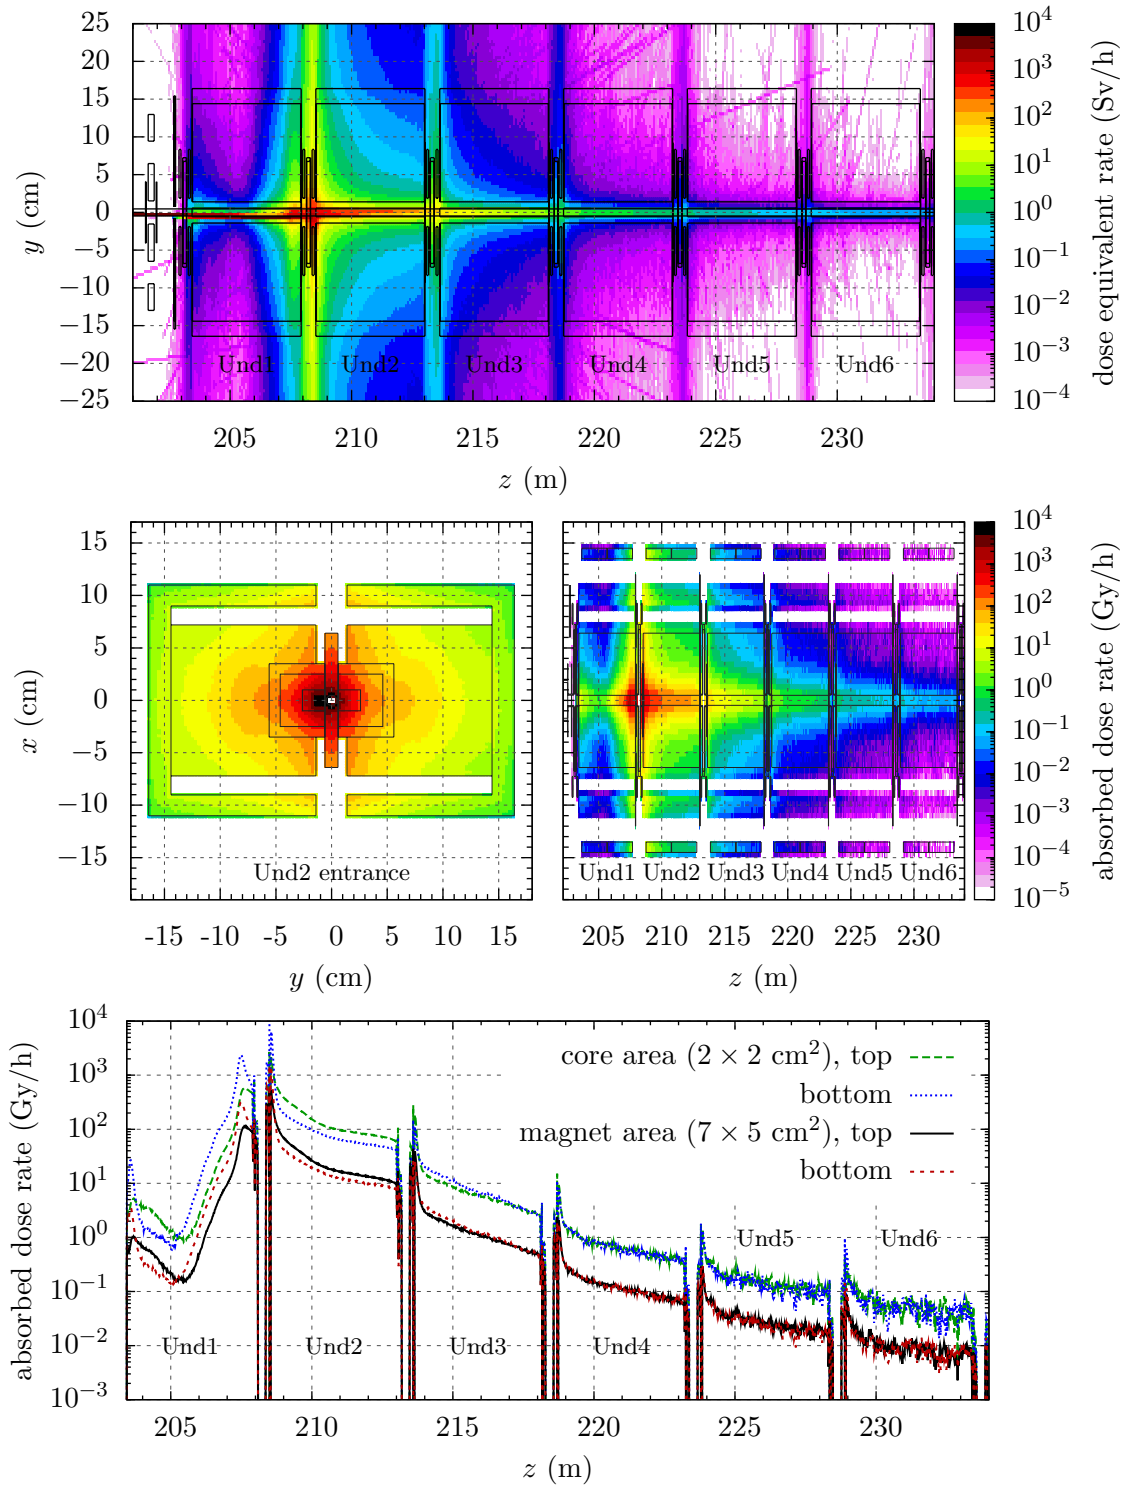 25
20
15
10
5
0
−5
−10
−15
−20
−25
y (cm)
Und1 Und2 Und3 Und4 Und5 Und6
205 210 215 220 225 230
z (m)
10^4
10^3
10^2
10^1
10^0
10^−1
10^−2
10^−3
10^−4
dose equivalent rate (Sv/h)
15
10
5
0
−5
−10
−15
x (cm)
Und2 entrance
-15 -10 -5 0 5 10 15
y (cm)
Und1 Und2 Und3 Und4 Und5 Und6
205 210 215 220 225 230
z (m)
10^4
10^3
10^2
10^1
10^0
10^−1
10^−2
10^−3
10^−4
10^−5
absorbed dose rate (Gy/h)
10^4
10^3
10^2
10^1
10^0
10^−1
10^−2
10^−3
absorbed dose rate (Gy/h)
core area (2 × 2 cm^2), top
bottom
magnet area (7 × 5 cm^2), top
bottom
Und5 Und6
Und1 Und2 Und3 Und4
205 210 215 220 225 230
z (m)